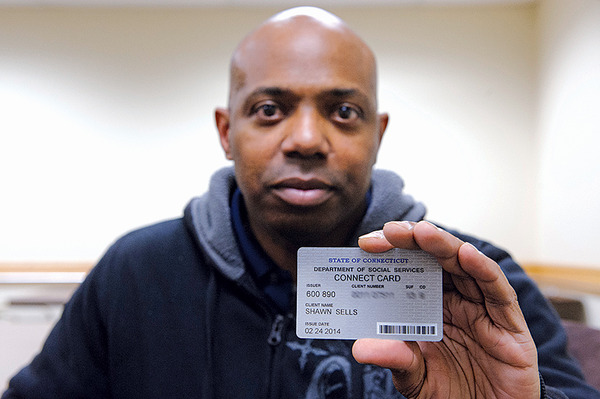 STATE OF CONNECTICUT
DEPARTMENT OF SOCIAL SERVICES
CONNECT CARD
ISSUER CLIENT NUMBER SUF CD
600 890
CLIENT NAME
SHAWN SELLS
ISSUE DATE
02 24 2014